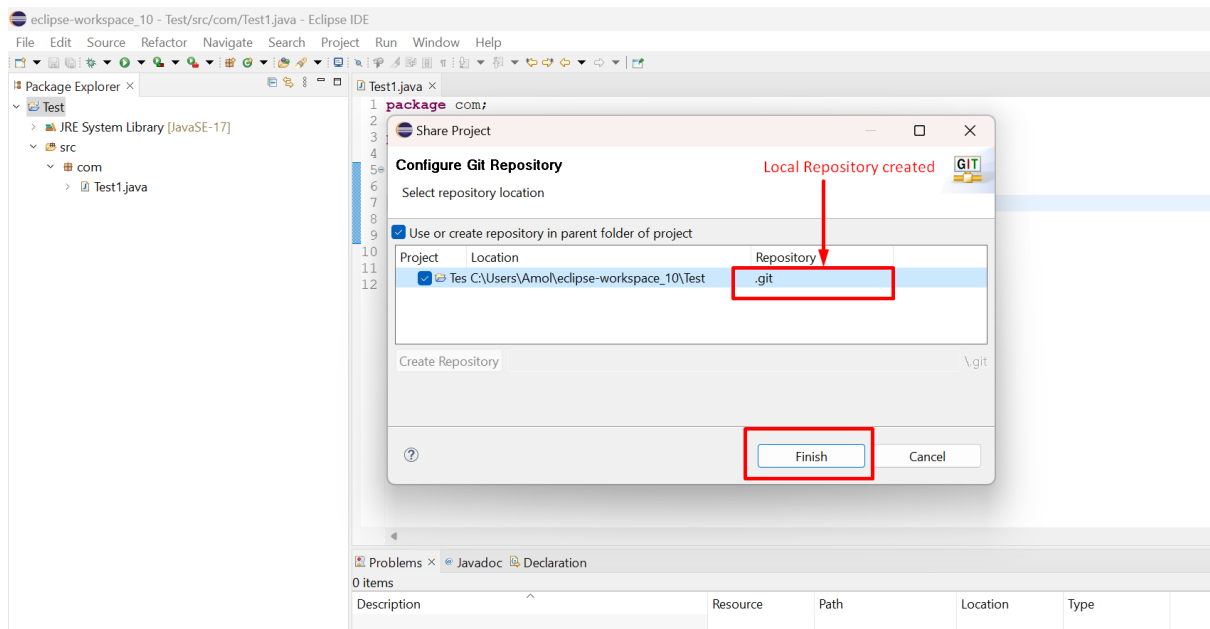 eclipse-workspace_10 - Test/src/com/Test1.java - Eclipse IDE
File Edit Source Refactor Navigate Search Project Run Window Help
Package Explorer
Test1.java
Test
JRE System Library [JavaSE-17]
src
com
Test1.java
1 package com;
2
3
4
5
6
7
8
9
10
11
12
Share Project
Configure Git Repository
Local Repository created
GIT
Select repository location
Use or create repository in parent folder of project
Project Location Repository
Tes C:\Users\Amol\eclipse-workspace_10\Test .git
Create Repository \.git
Finish Cancel
Problems Javadoc Declaration
0 items
Description Resource Path Location Type